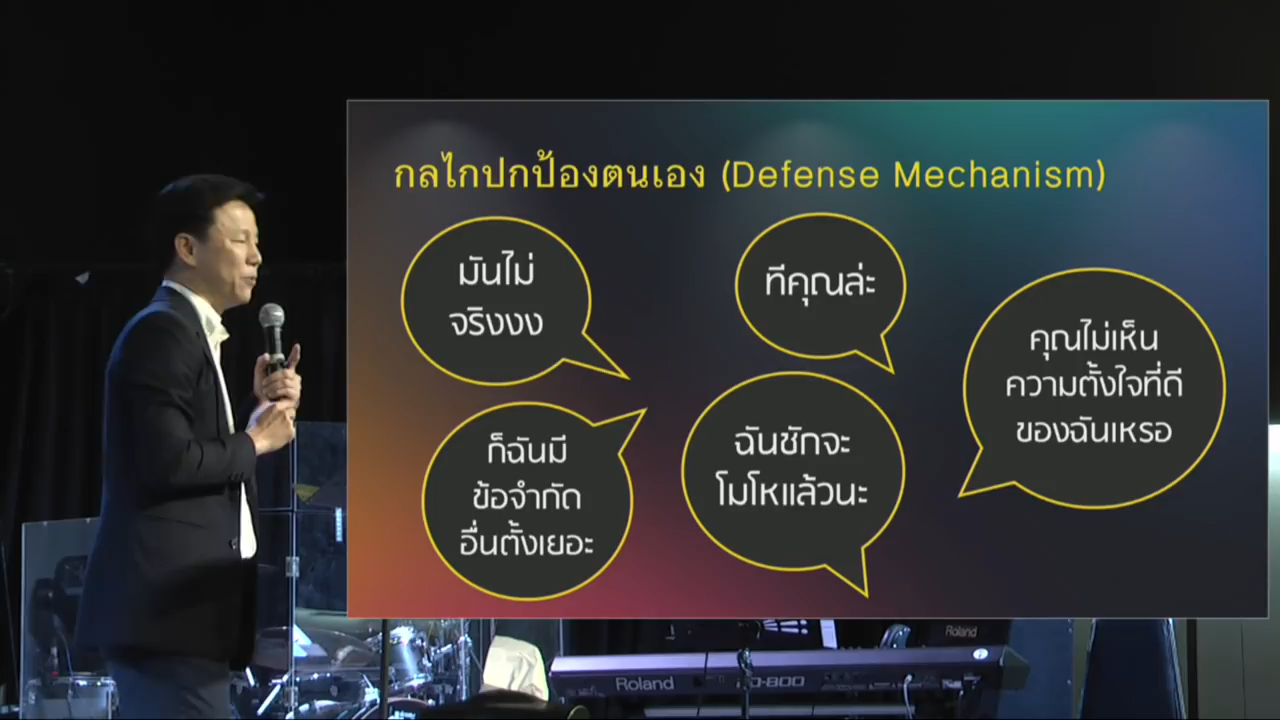 กลไกปกป้องตนเอง (Defense Mechanism)
มันไม่
จริงงง
ทีคุณล่ะ
คุณไม่เห็น
ความตั้งใจที่ดี
ของฉันเหรอ
ก็ฉันมี
ข้อจำกัด
อื่นตั้งเยอะ
ฉันชักจะ
โมโหแล้วนะ
Roland
Roland